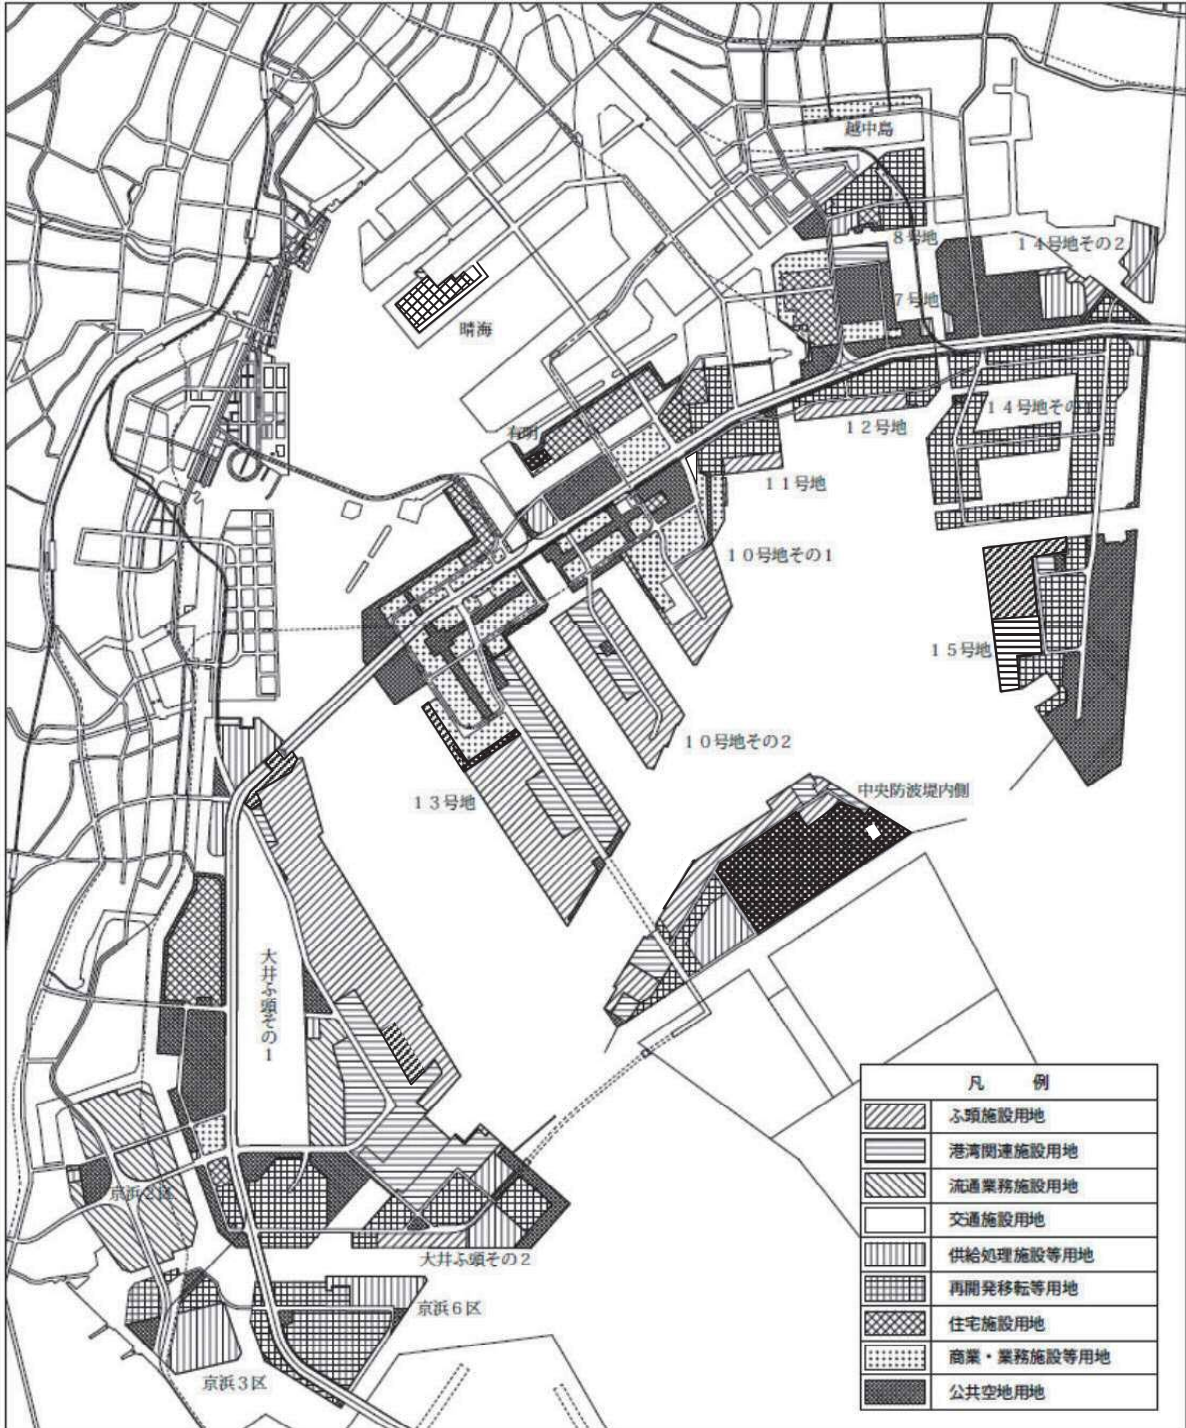 越中島
8号地
14号地その2
7号地
晴海
14号地その
12号地
有明
11号地
10号地その1
15号地
10号地その2
中央防波堤内側
13号地
大井ふ頭その1
凡　例
ふ頭施設用地
港湾関連施設用地
流通業務施設用地
交通施設用地
供給処理施設等用地
再開発移転等用地
住宅施設用地
商業・業務施設等用地
公共空地用地
京浜2区
大井ふ頭その2
京浜6区
京浜3区